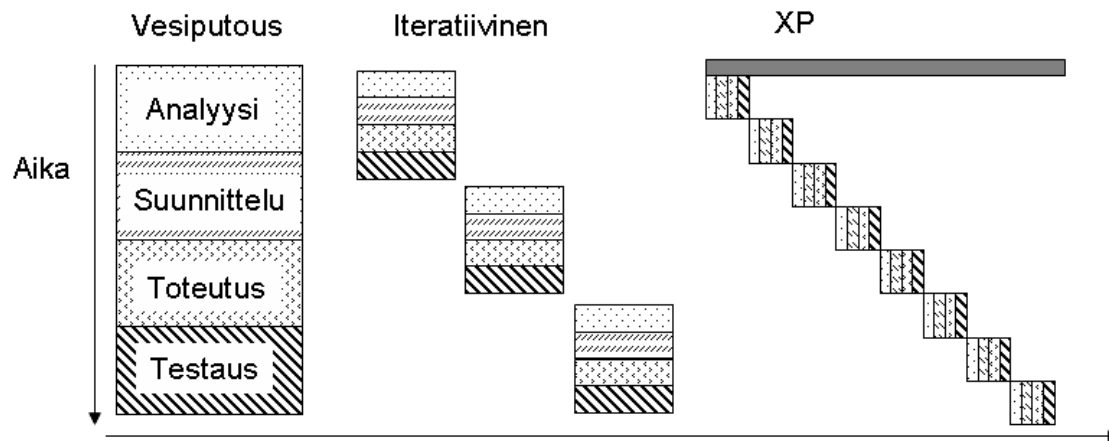 Vesiputous
Iteratiivinen
XP
Aika
Analyysi
Suunnittelu
Toteutus
Testaus